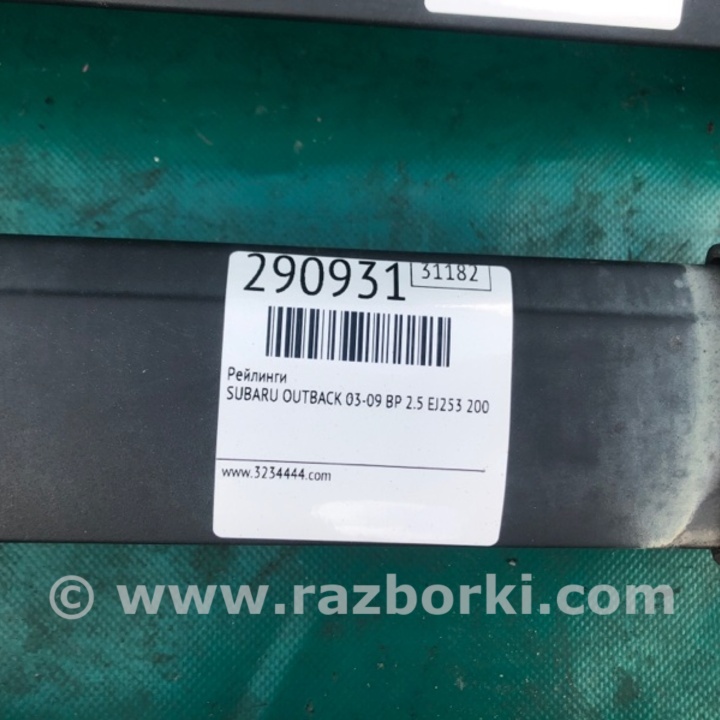 290931
31182
Рейлинги
SUBARU OUTBACK 03-09 BP 2.5 EJ253 200
www.3234444.com
© www.razborki.com